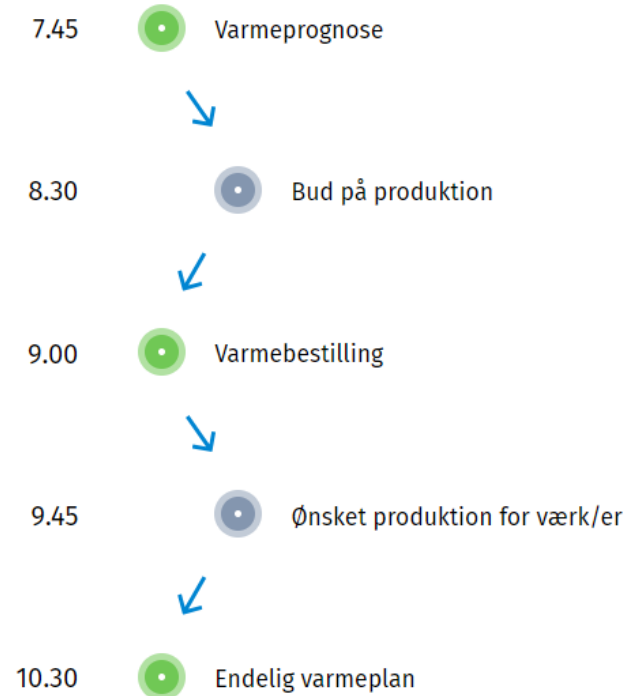 7.45 Varmeprognose
8.30 Bud på produktion
9.00 Varmebestilling
9.45 Ønsket produktion for værk/er
10.30 Endelig varmeplan